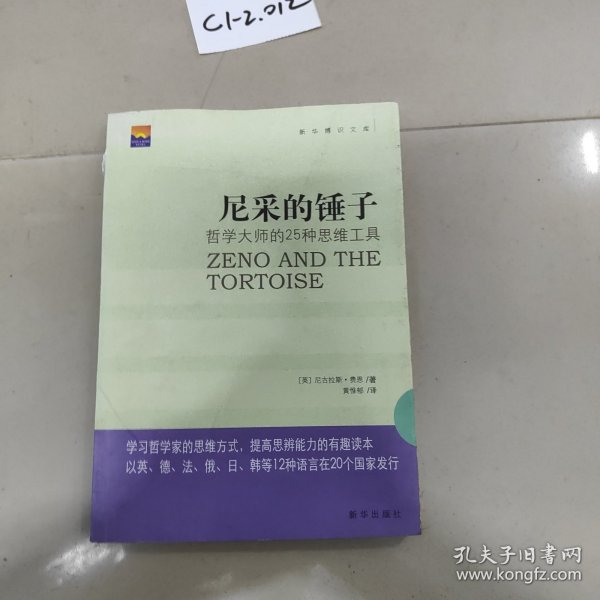 C1-2.012
新华博识文库
尼采的锤子
哲学大师的25种思维工具
ZENO AND THE
TORTOISE
[英] 尼古拉斯·费恩 /著
黄惟郁 /译
学习哲学家的思维方式，提高思辨能力的有趣读本
以英、德、法、俄、日、韩等12种语言在20个国家发行
新华出版社
孔夫子旧书网
www.kongfz.com